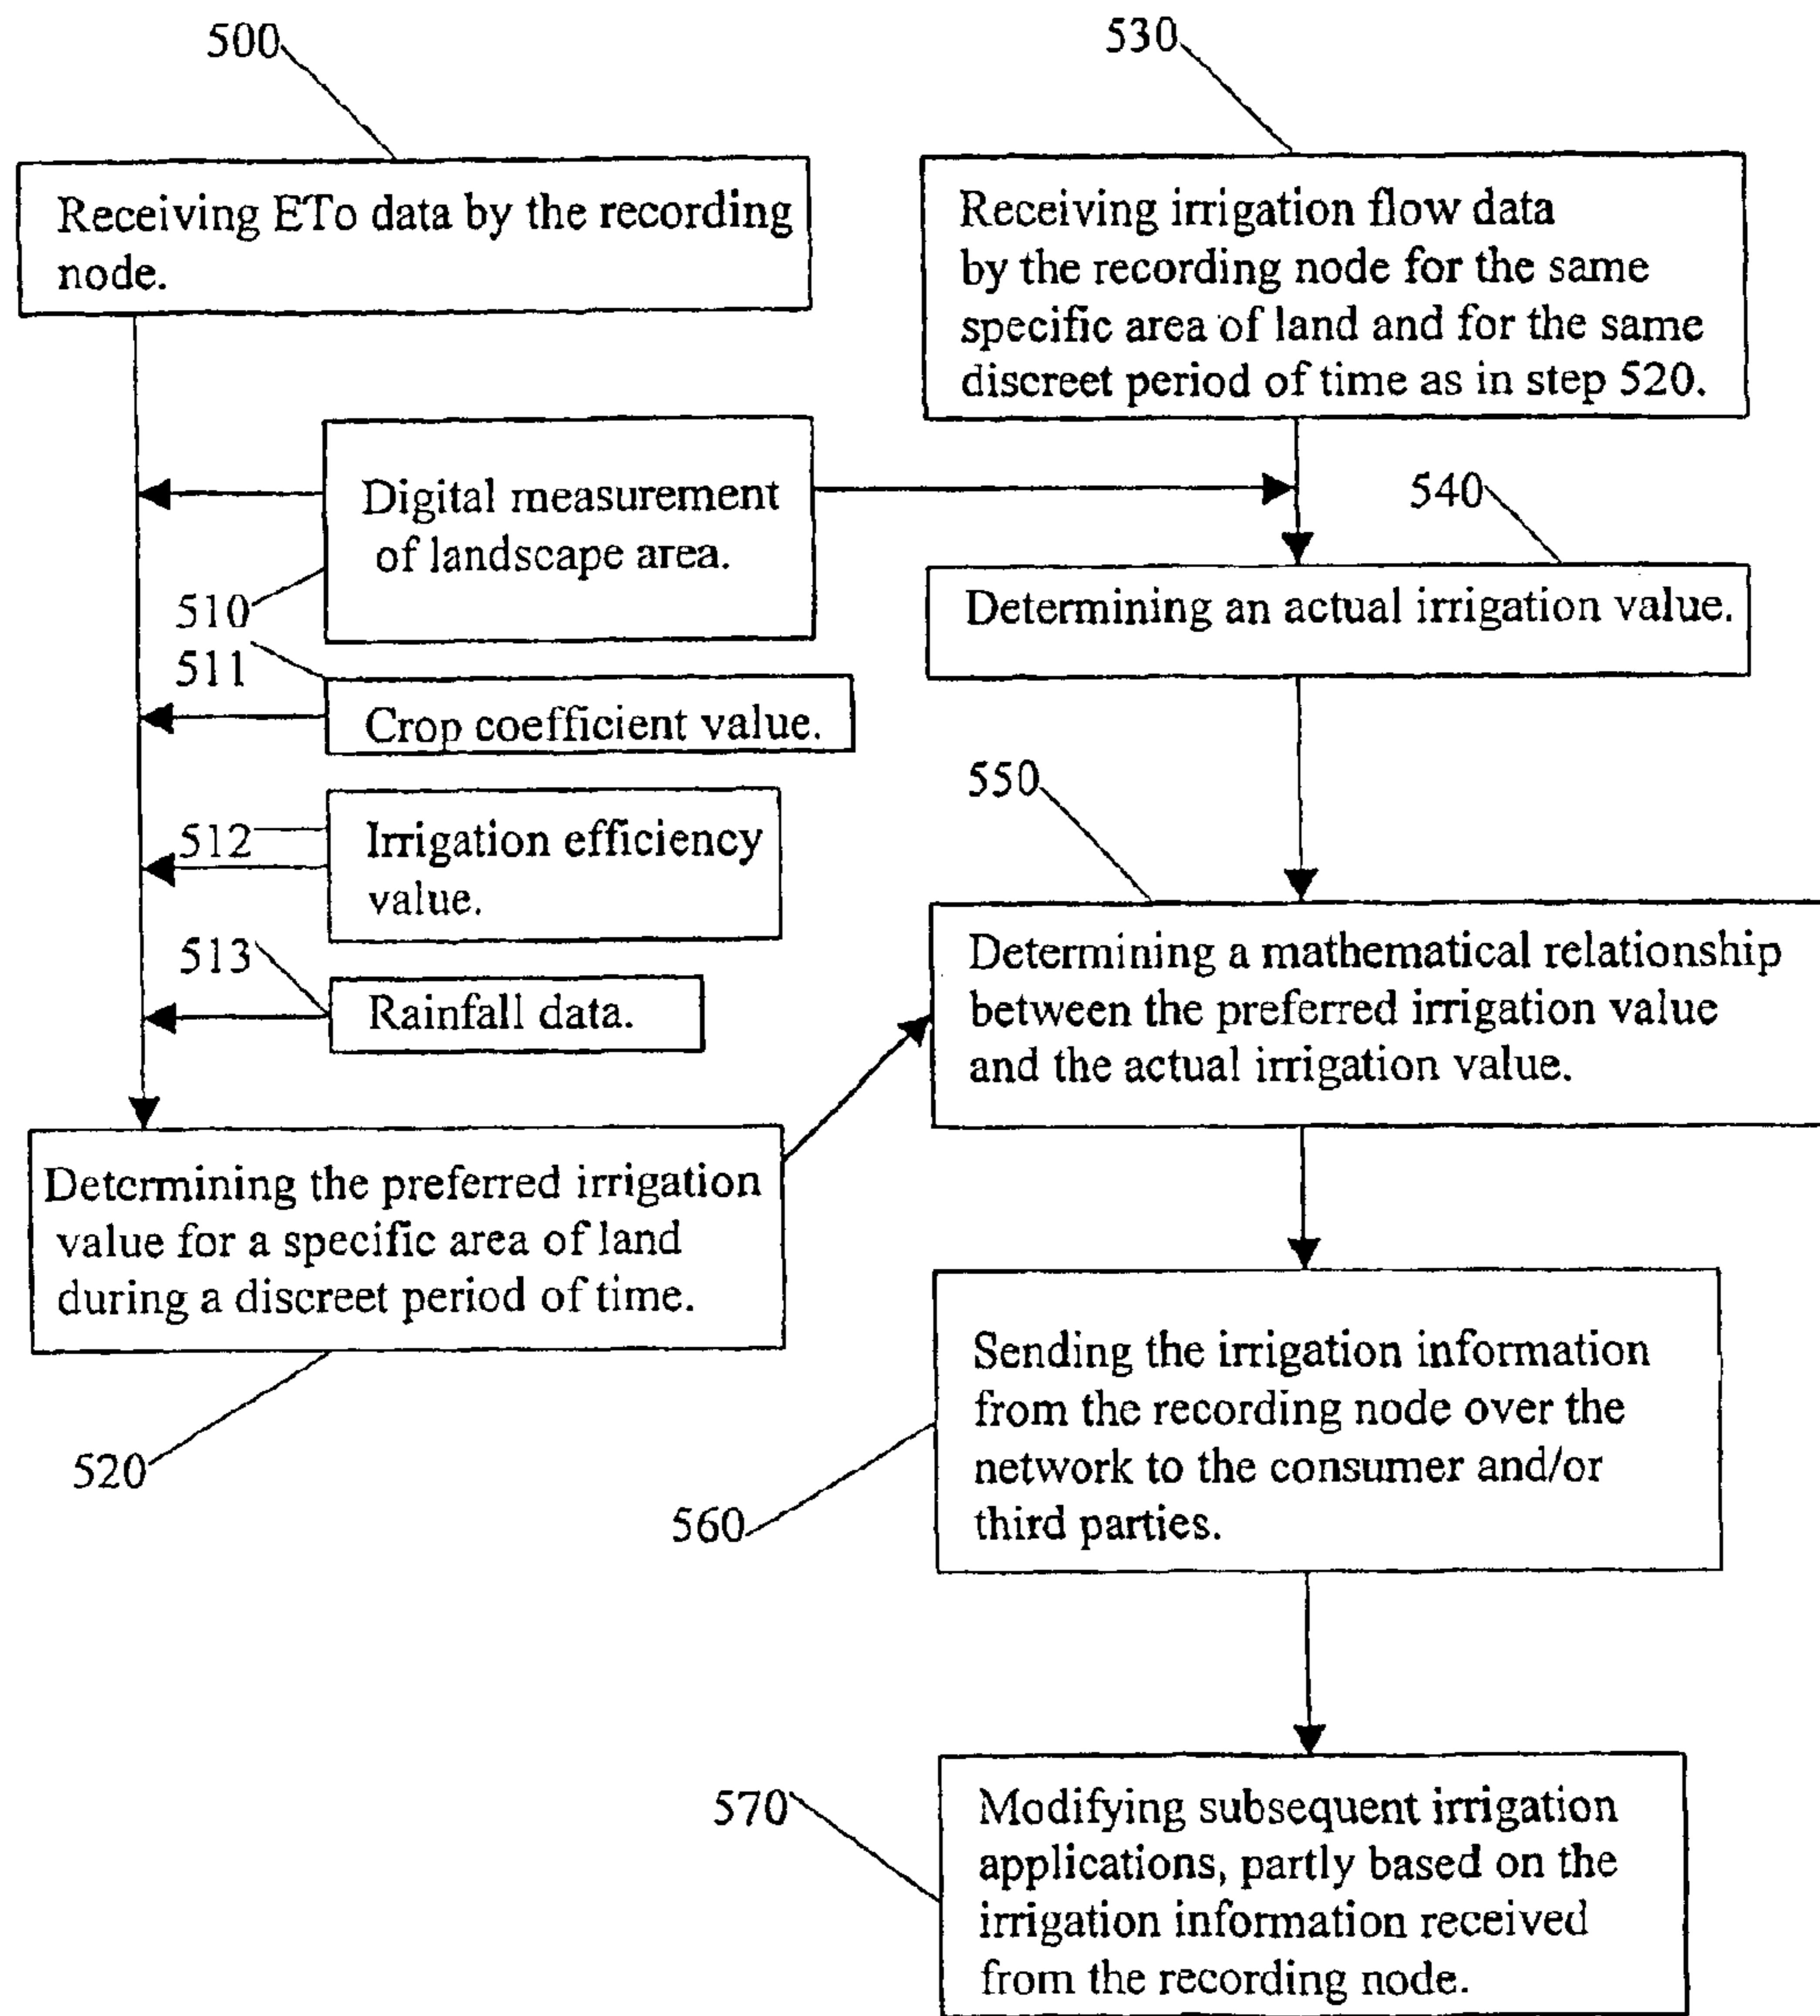 500
Receiving ETo data by the recording
node.
530
Receiving irrigation flow data
by the recording node for the same
specific area of land and for the same
discreet period of time as in step 520.
Digital measurement
of landscape area.
510
540
Determining an actual irrigation value.
511
Crop coefficient value.
512
Irrigation efficiency
value.
513
Rainfall data.
550
Determining a mathematical relationship
between the preferred irrigation value
and the actual irrigation value.
Determining the preferred irrigation
value for a specific area of land
during a discreet period of time.
520
Sending the irrigation information
from the recording node over the
network to the consumer and/or
third parties.
560
570
Modifying subsequent irrigation
applications, partly based on the
irrigation information received
from the recording node.